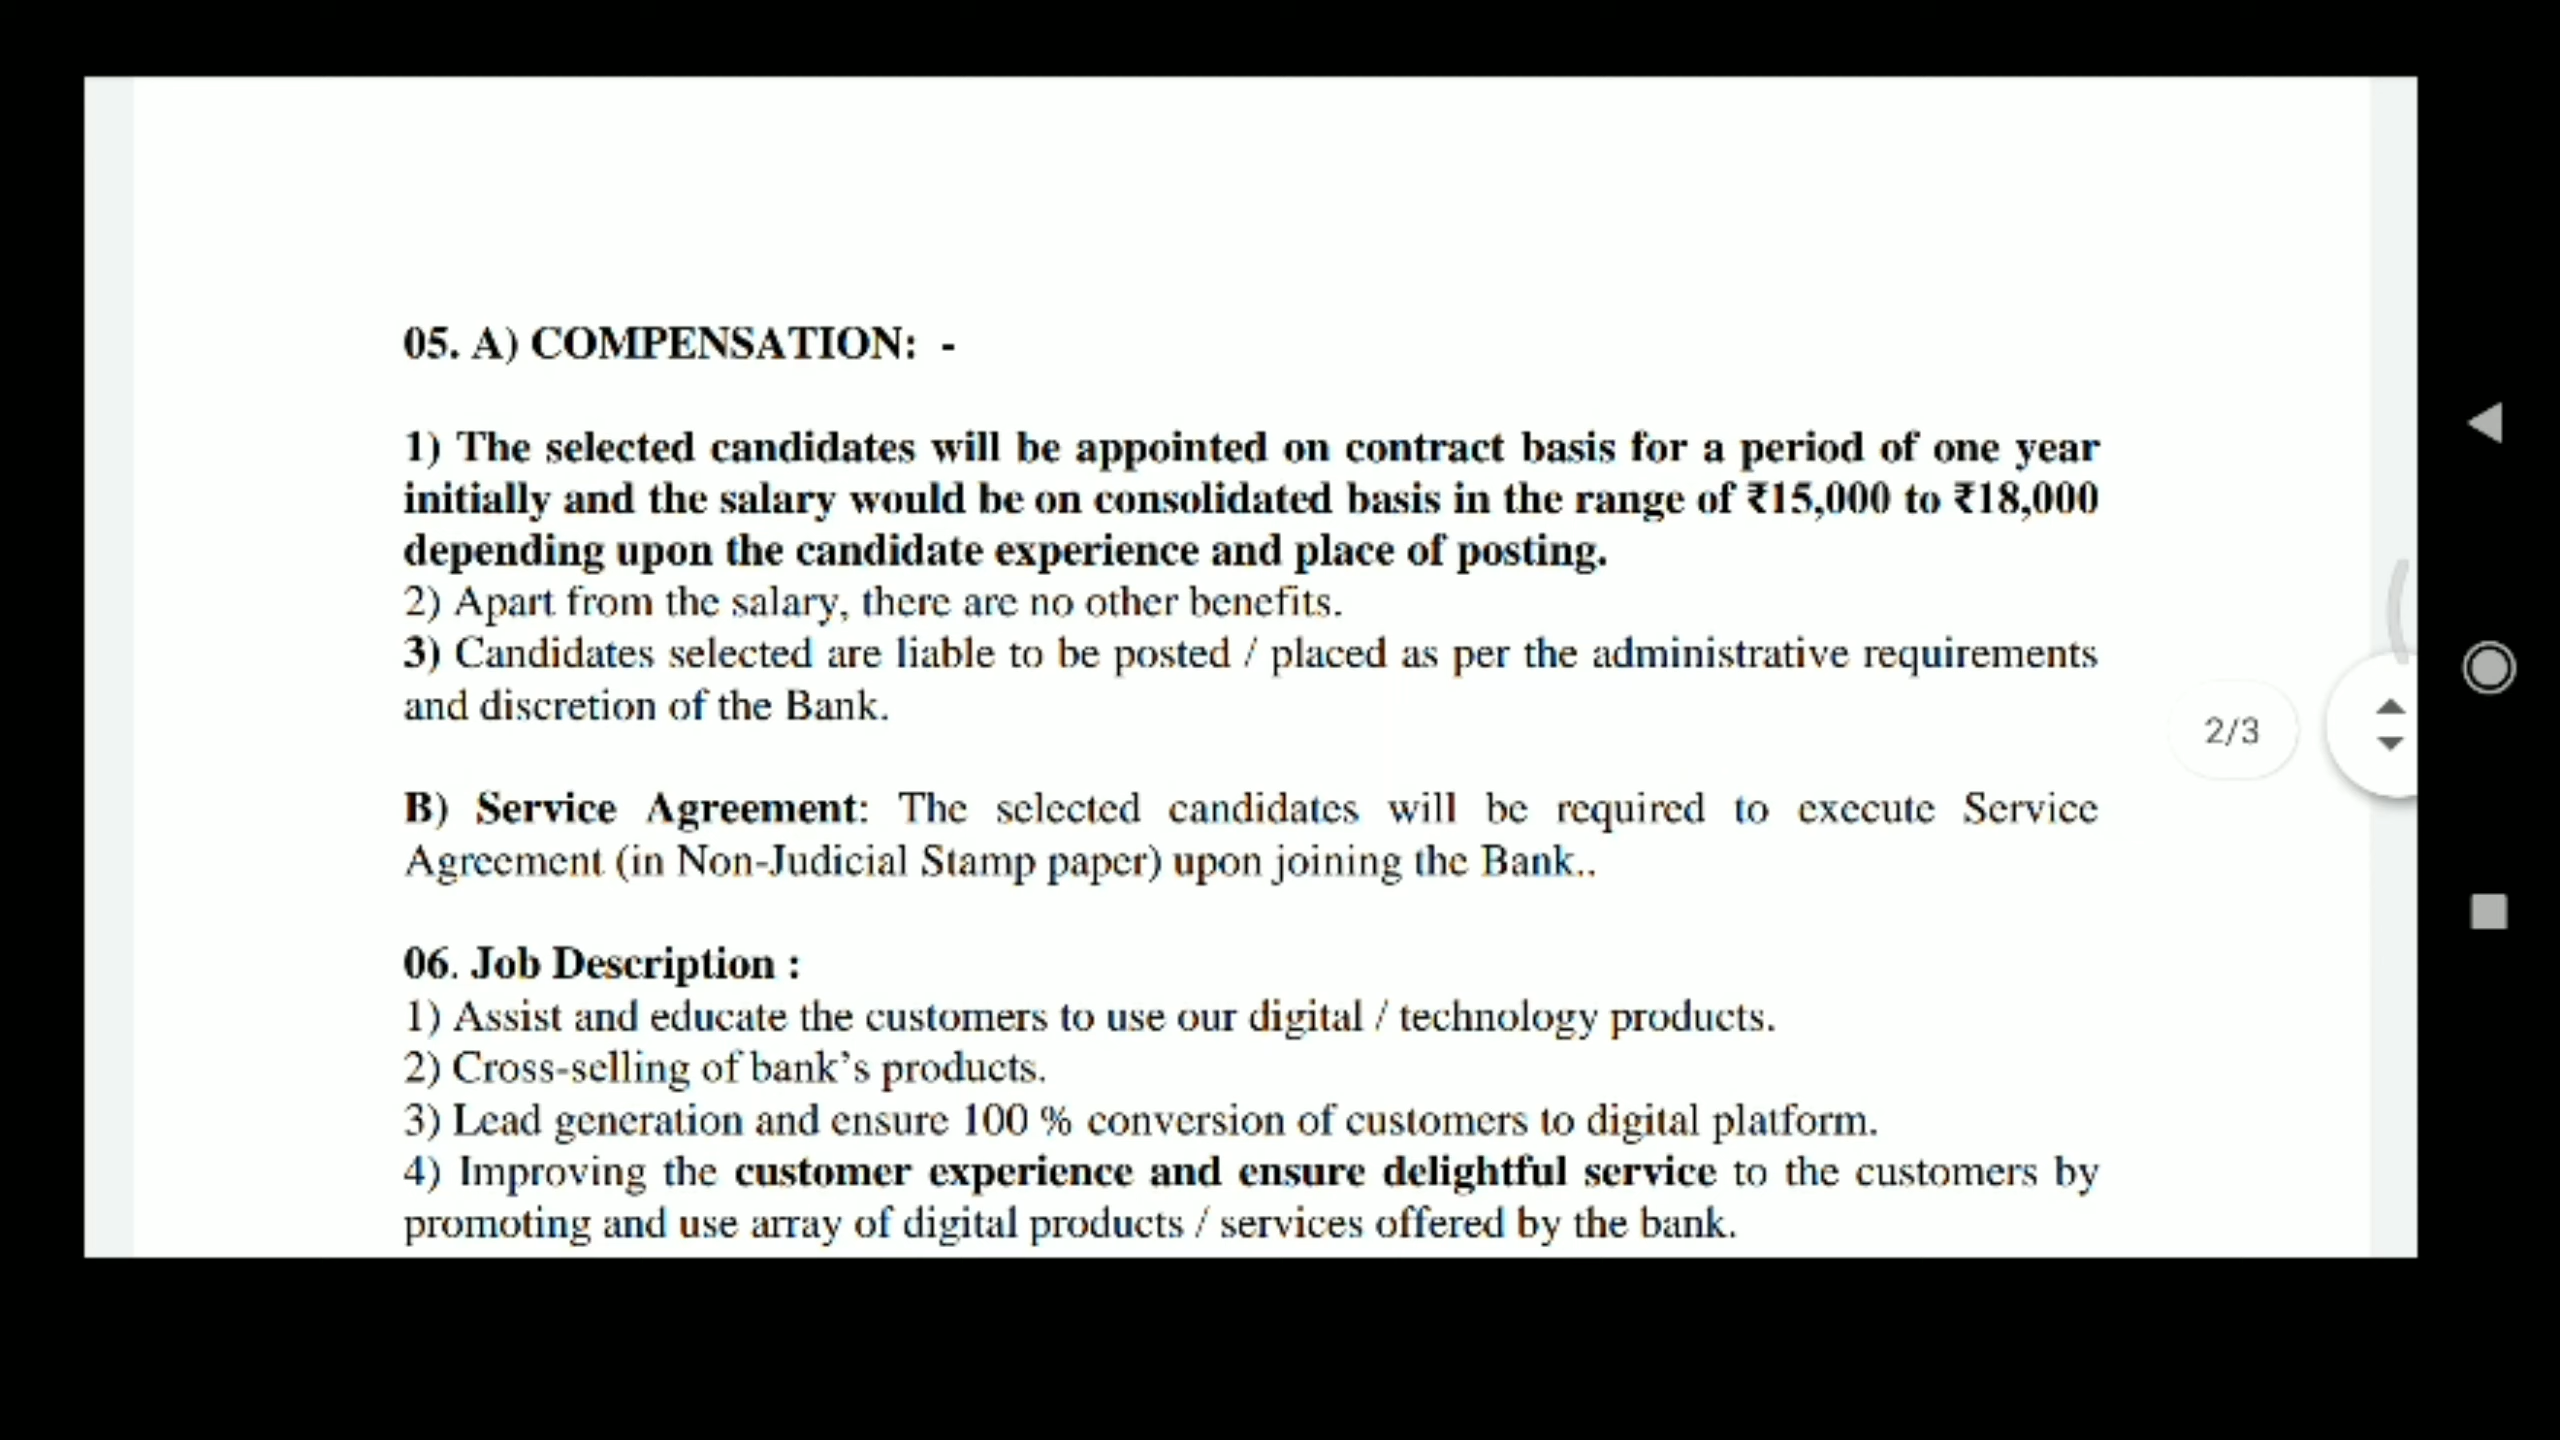 05. A) COMPENSATION: -
1) The selected candidates will be appointed on contract basis for a period of one year
initially and the salary would be on consolidated basis in the range of ₹15,000 to ₹18,000
depending upon the candidate experience and place of posting.
2) Apart from the salary, there are no other benefits.
3) Candidates selected are liable to be posted / placed as per the administrative requirements
and discretion of the Bank.
2/3
B) Service Agreement: The selected candidates will be required to execute Service
Agreement (in Non-Judicial Stamp paper) upon joining the Bank..
06. Job Description :
1) Assist and educate the customers to use our digital / technology products.
2) Cross-selling of bank's products.
3) Lead generation and ensure 100 % conversion of customers to digital platform.
4) Improving the customer experience and ensure delightful service to the customers by
promoting and use array of digital products / services offered by the bank.